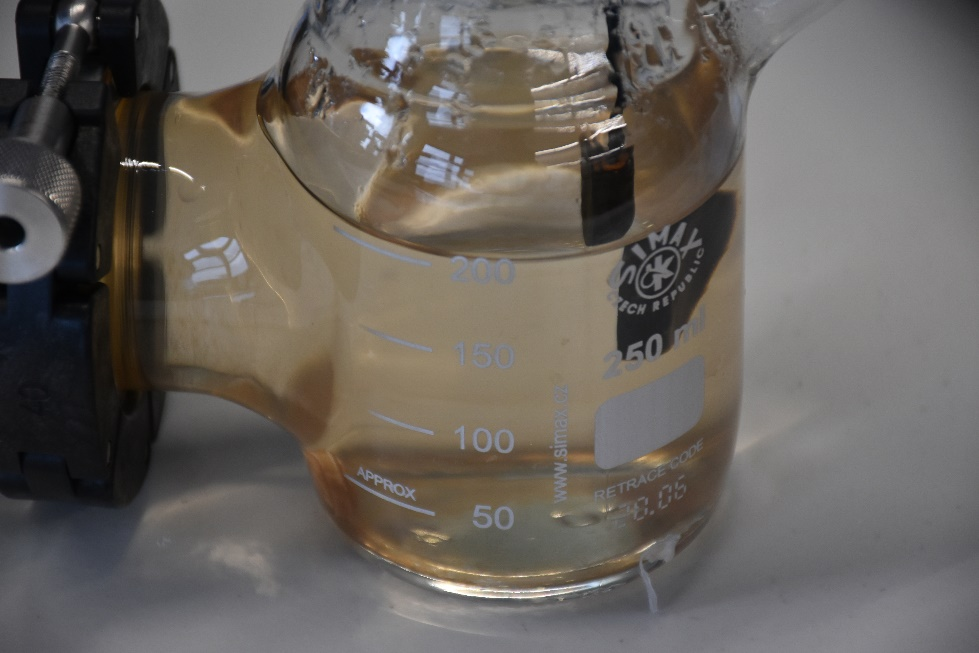 200
150
100
APPROX
50
SIMAX
CZECH REPUBLIC
250 ml
www.simax.cz
RETRACE CODE